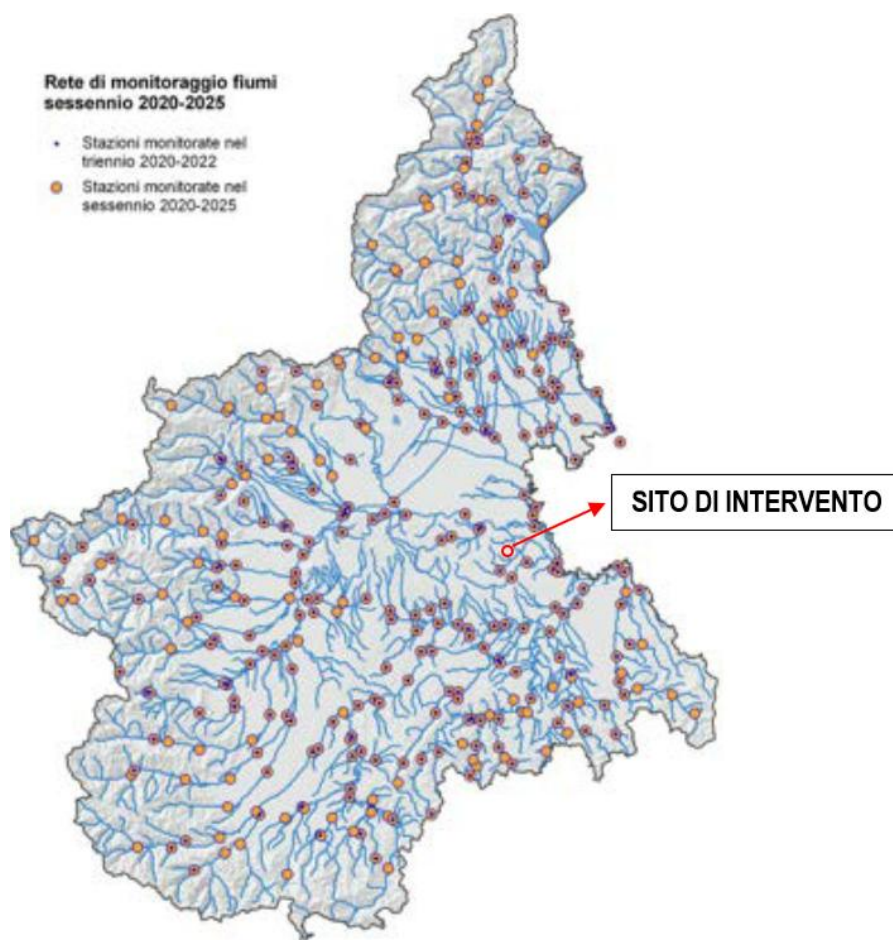 Rete di monitoraggio fiumi
sessennio 2020-2025
Stazioni monitorate nel
triennio 2020-2022
Stazioni monitorate nel
sessennio 2020-2025
SITO DI INTERVENTO